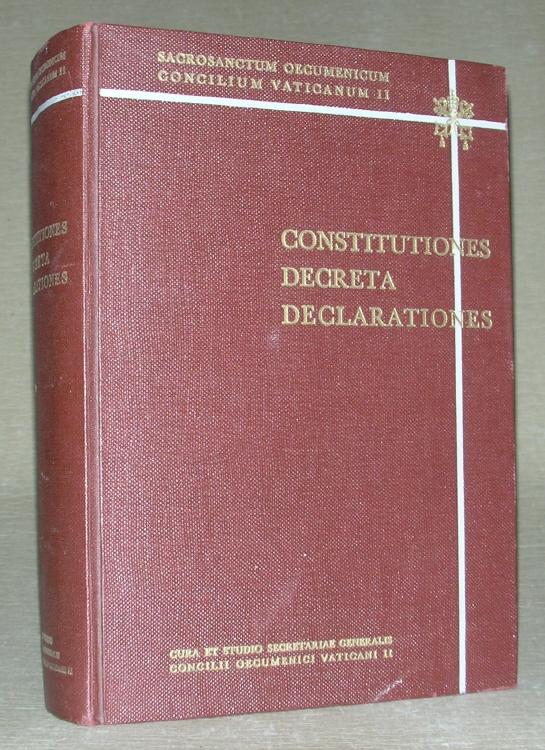 SACROSANCTUM OECUMENICUM
CONCILIUM VATICANUM II
CONSTITUTIONES
DECRETA
DECLARATIONES
CURA ET STUDIO SECRETARIAE GENERALIS
CONCILII OECUMENICI VATICANI II